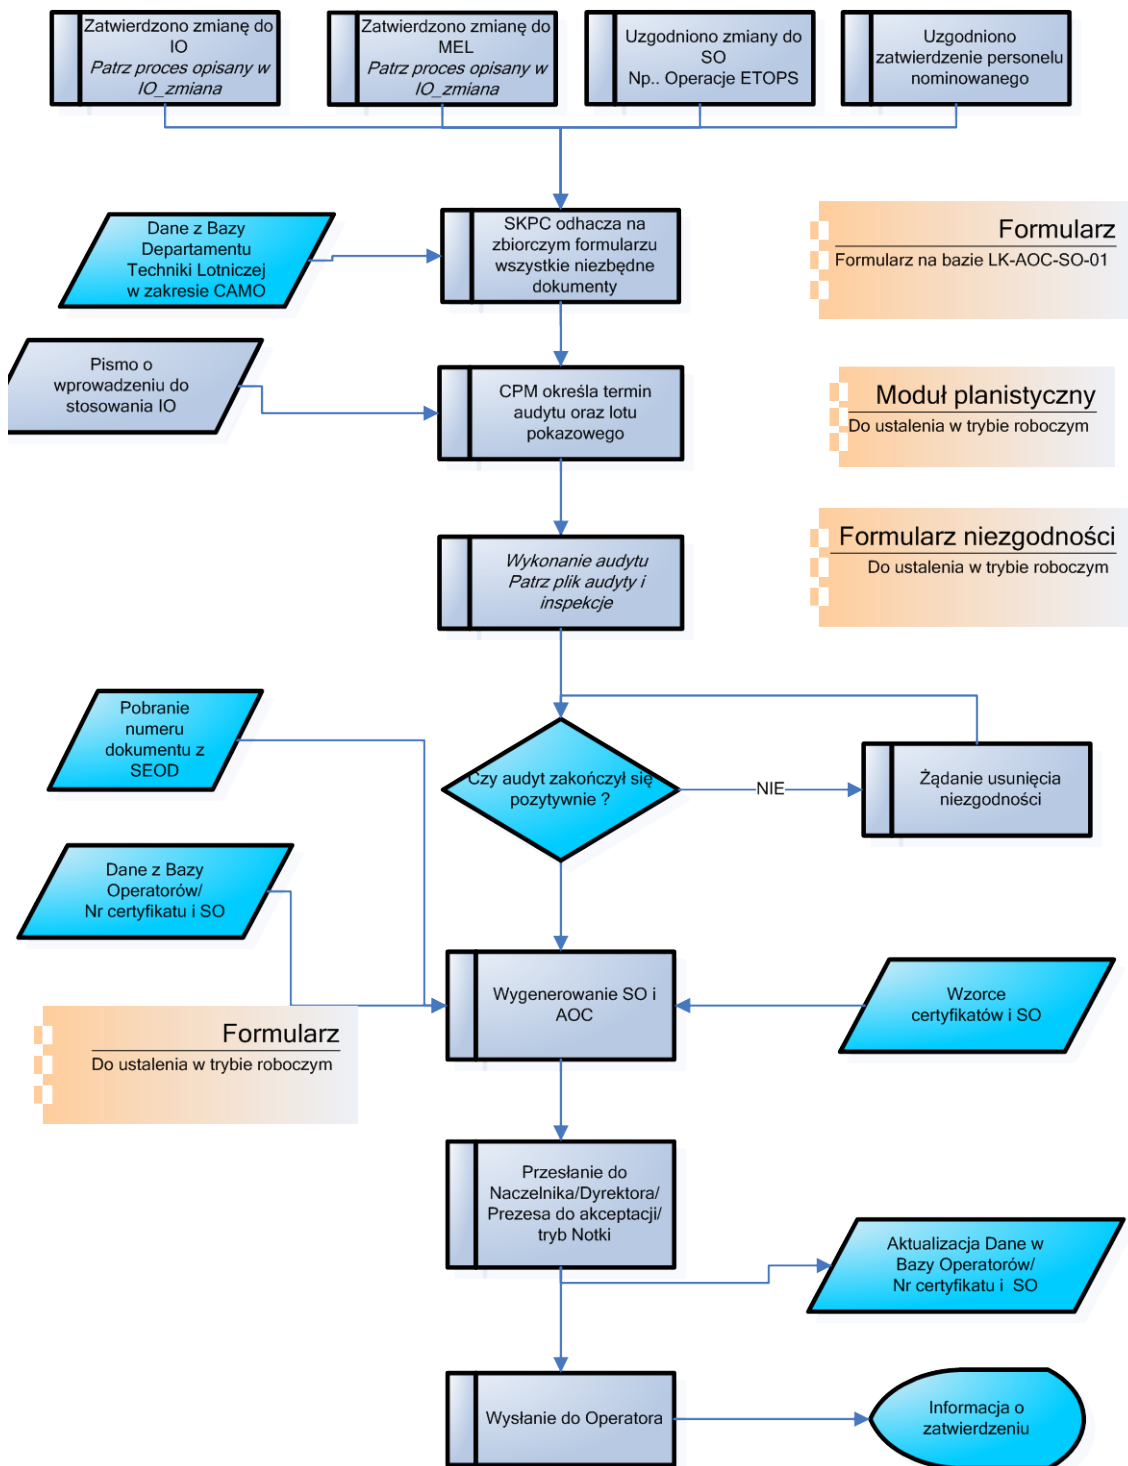 Zatwierdzono zmianę do
IO
Patrz proces opisany w
IO_zmiana
Zatwierdzono zmianę do
MEL
Patrz proces opisany w
IO_zmiana
Uzgodniono zmiany do
SO
Np.. Operacje ETOPS
Uzgodniono
zatwierdzenie personelu
nominowanego
Dane z Bazy
Departamentu
Techniki Lotniczej
w zakresie CAMO
SKPC odhacza na
zbiorczym formularzu
wszystkie niezbędne
dokumenty
Formularz
Formularz na bazie LK-AOC-SO-01
Pismo o
wprowadzeniu do
stosowania IO
CPM określa termin
audytu oraz lotu
pokazowego
Moduł planistyczny
Do ustalenia w trybie roboczym
Wykonanie audytu
Patrz plik audyty i
inspekcje
Formularz niezgodności
Do ustalenia w trybie roboczym
Pobranie
numeru
dokumentu z
SEOD
Czy audyt zakończył się
pozytywnie ?
NIE
Żądanie usunięcia
niezgodności
Dane z Bazy
Operatorów/
Nr certyfikatu i SO
Wygenerowanie SO i
AOC
Wzorce
certyfikatów i SO
Formularz
Do ustalenia w trybie roboczym
Przesłanie do
Naczelnika/Dyrektora/
Prezesa do akceptacji/
tryb Notki
Aktualizacja Dane w
Bazy Operatorów/
Nr certyfikatu i  SO
Wysłanie do Operatora
Informacja o
zatwierdzeniu